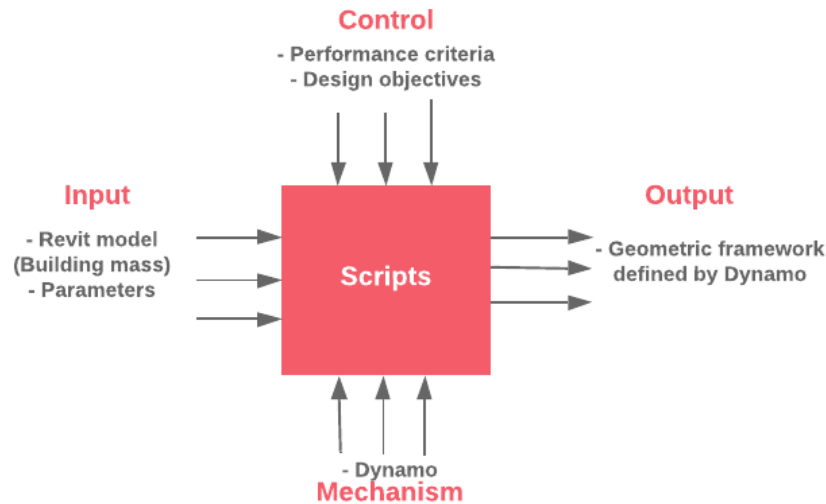 Control
- Performance criteria
- Design objectives
Input
- Revit model
(Building mass)
- Parameters
Scripts
Output
- Geometric framework
defined by Dynamo
- Dynamo
Mechanism